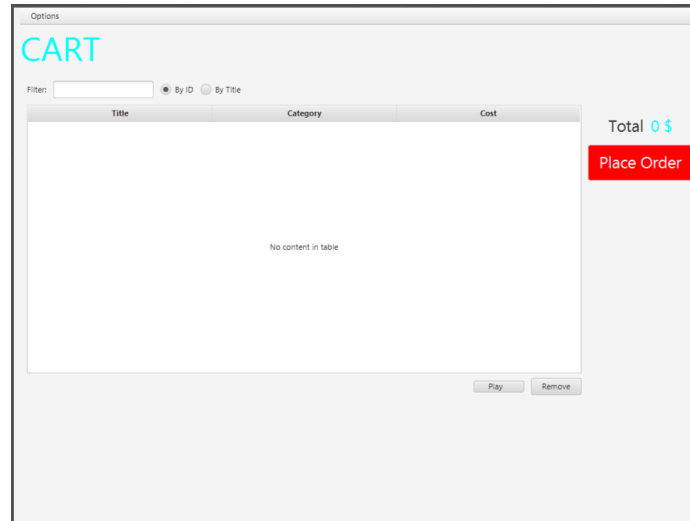 Options
CART
Filter: By ID By Title
Title Category Cost
Total 0 $
Place Order
No content in table
Play Remove